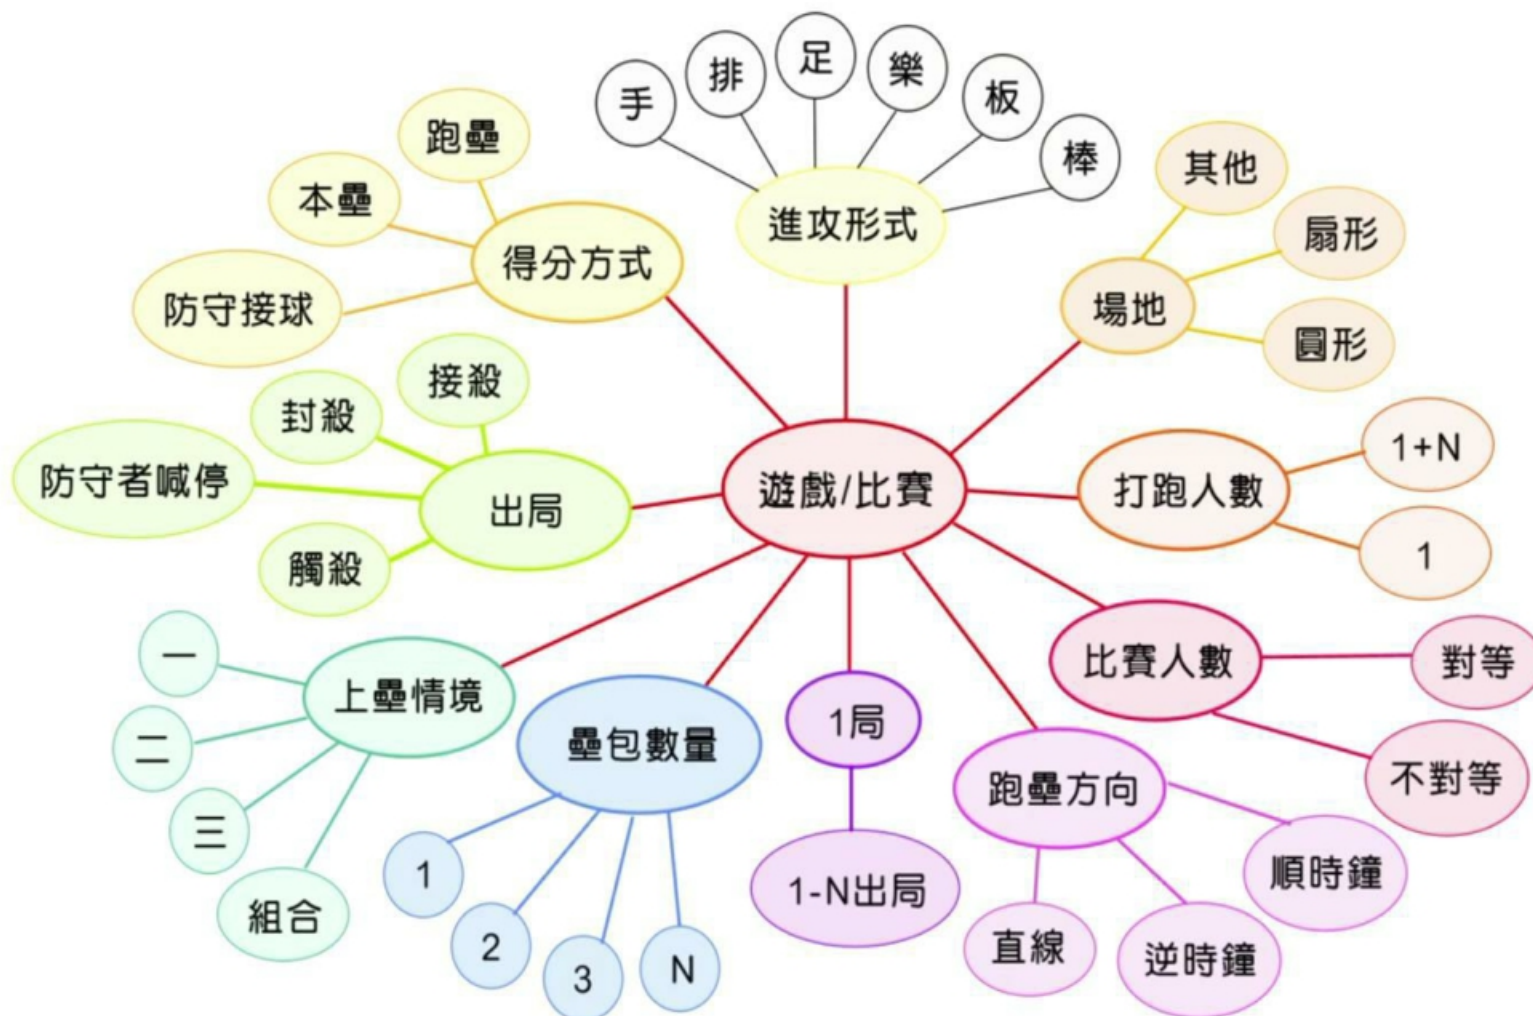 遊戲/比賽
進攻形式
手
排
足
樂
板
棒
場地
其他
扇形
圓形
打跑人數
1+N
1
比賽人數
對等
不對等
跑壘方向
順時鐘
逆時鐘
直線
1局
1-N出局
壘包數量
1
2
3
N
上壘情境
一
二
三
組合
出局
接殺
封殺
防守者喊停
觸殺
得分方式
跑壘
本壘
防守接球